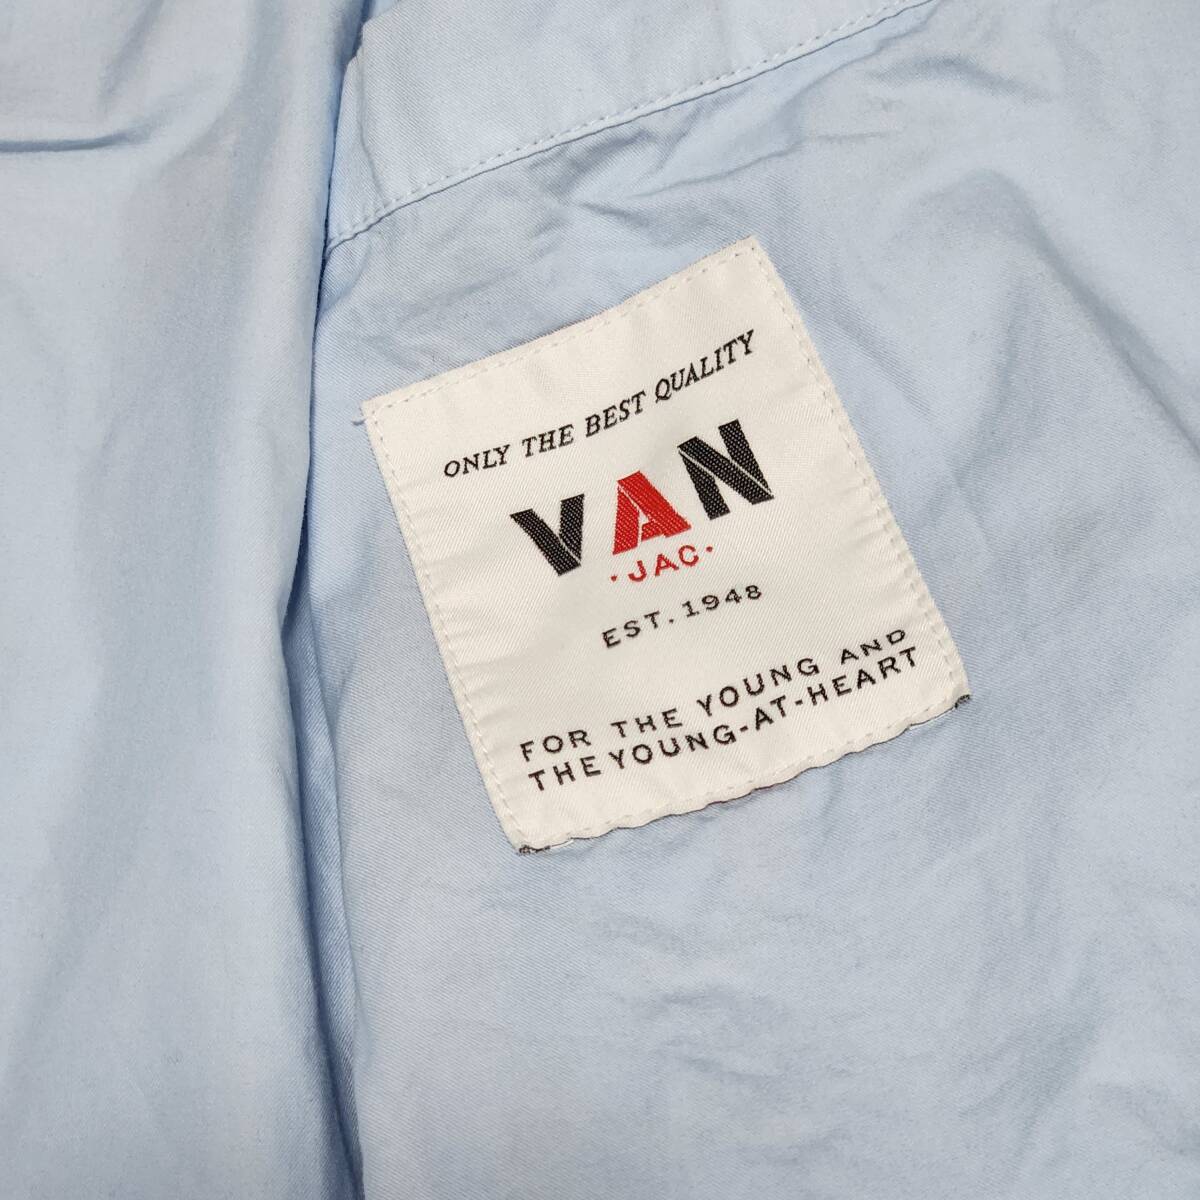 ONLY THE BEST QUALITY
VAN
·JAC·
EST. 1948
FOR THE YOUNG AND
THE YOUNG-AT-HEART